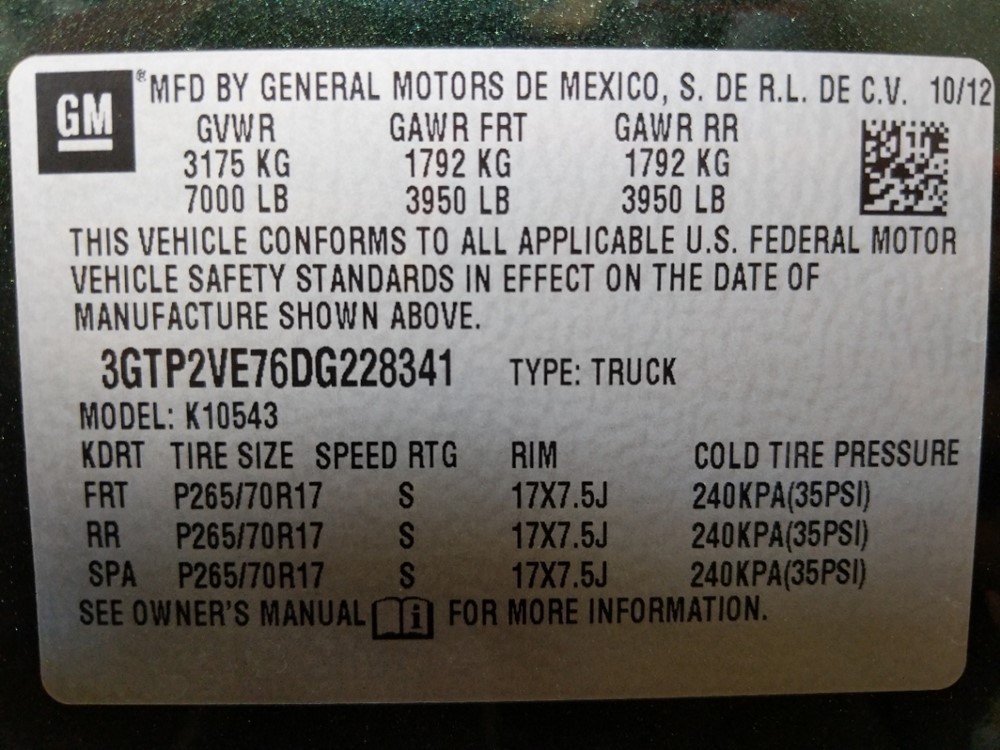 GM ® MFD BY GENERAL MOTORS DE MEXICO, S. DE R.L. DE C.V. 10/12
GVWR GAWR FRT GAWR RR
3175 KG 1792 KG 1792 KG
7000 LB 3950 LB 3950 LB
THIS VEHICLE CONFORMS TO ALL APPLICABLE U.S. FEDERAL MOTOR
VEHICLE SAFETY STANDARDS IN EFFECT ON THE DATE OF
MANUFACTURE SHOWN ABOVE.
3GTP2VE76DG228341 TYPE: TRUCK
MODEL: K10543
KDRT TIRE SIZE SPEED RTG RIM COLD TIRE PRESSURE
FRT P265/70R17 S 17X7.5J 240KPA(35PSI)
RR P265/70R17 S 17X7.5J 240KPA(35PSI)
SPA P265/70R17 S 17X7.5J 240KPA(35PSI)
SEE OWNER'S MANUAL i FOR MORE INFORMATION.